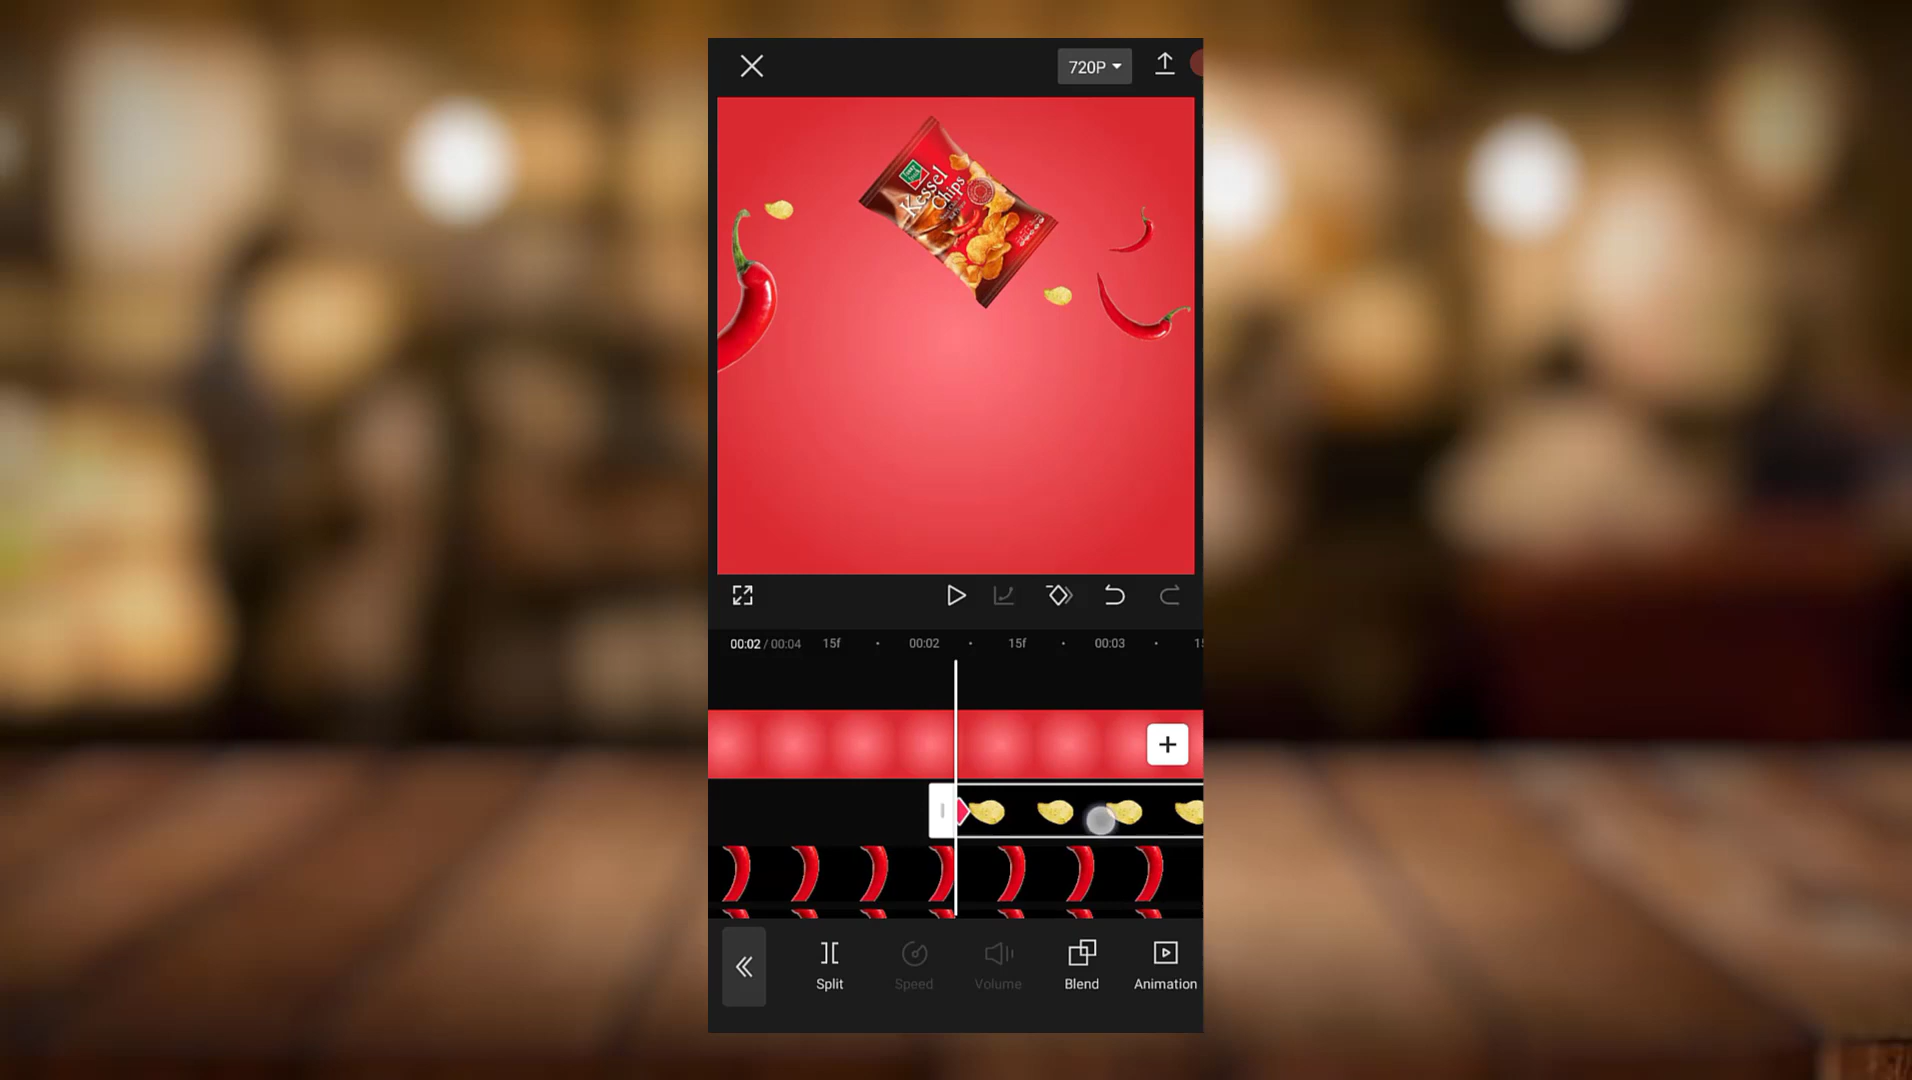 720P
Kessel
Chips
00:02 / 00:04
15f
00:02
15f
00:03
Split
Speed
Volume
Blend
Animation